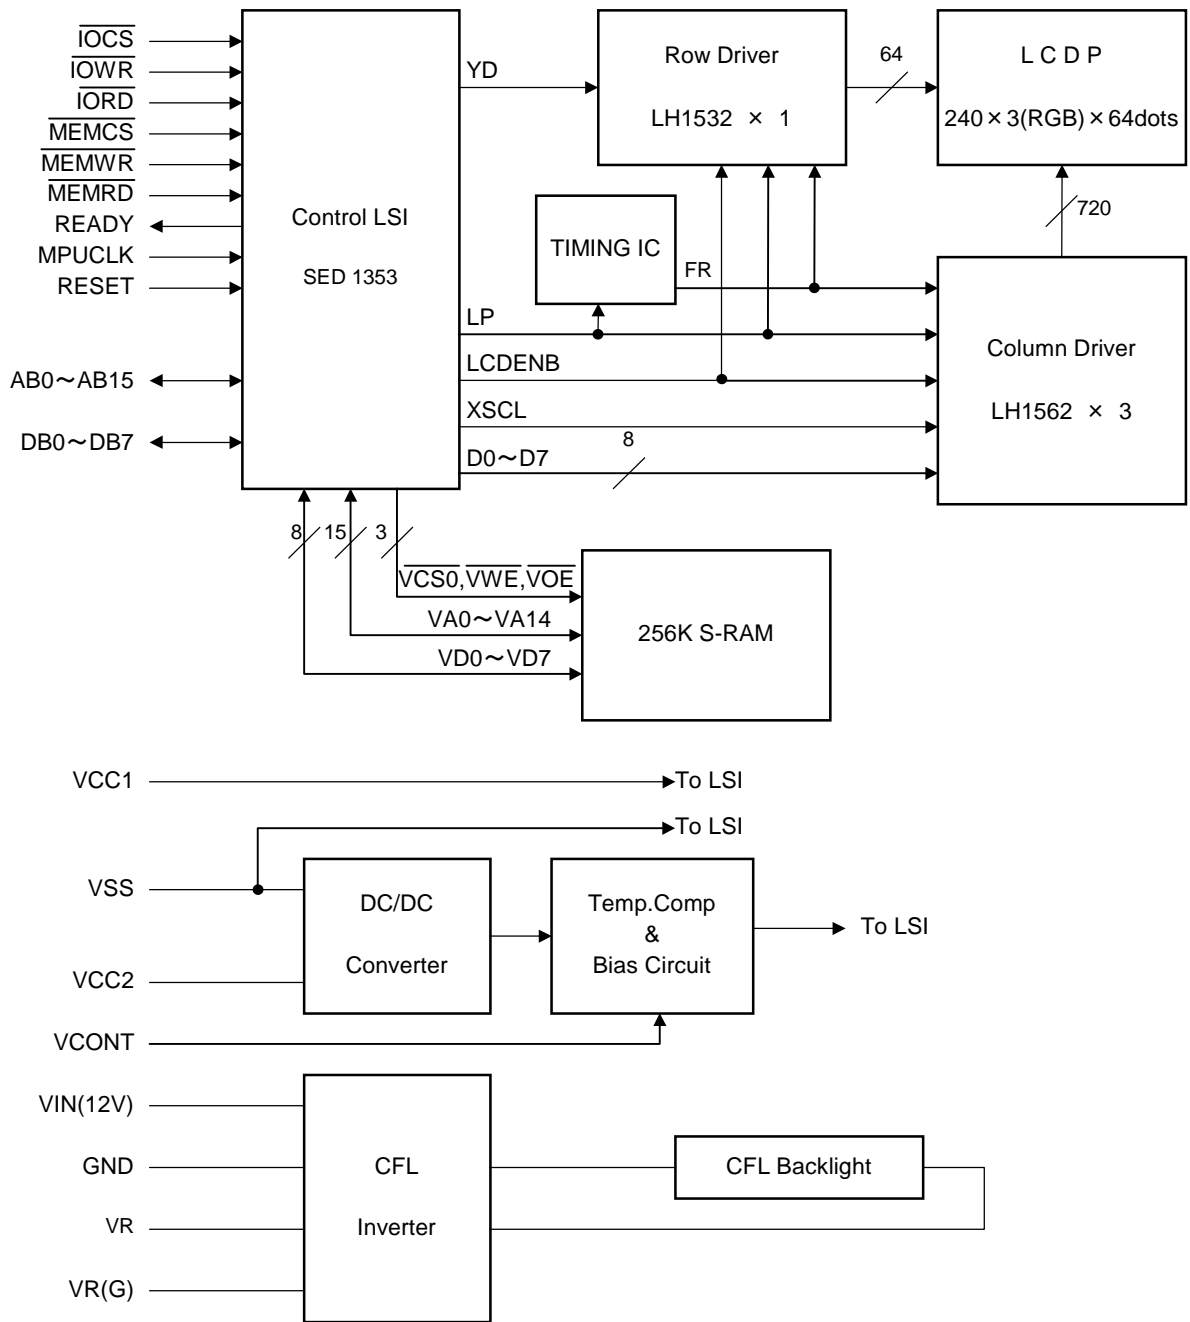 IOCS
IOWR
IORD
MEMCS
MEMWR
MEMRD
READY
MPUCLK
RESET
AB0～AB15
DB0～DB7
Control LSI
SED 1353
YD
Row Driver
LH1532 × 1
64
L C D P
240×3(RGB)×64dots
720
TIMING IC
FR
LP
LCDENB
XSCL
D0～D7
8
Column Driver
LH1562 × 3
8
15
3
VCS0,VWE,VOE
VA0～VA14
VD0～VD7
256K S-RAM
VCC1
To LSI
To LSI
VSS
DC/DC
Converter
Temp.Comp
&
Bias Circuit
To LSI
VCC2
VCONT
VIN(12V)
GND
VR
VR(G)
CFL
Inverter
CFL Backlight